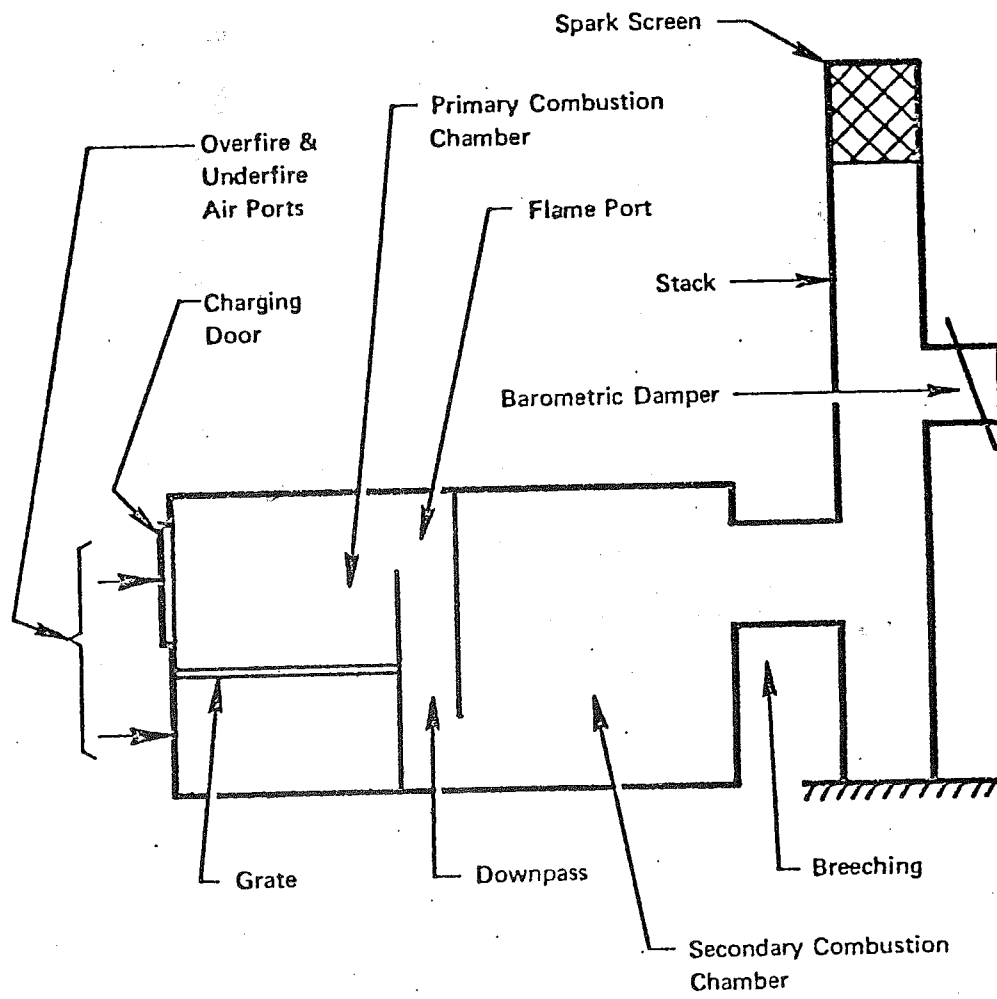 Spark Screen
Primary Combustion
Chamber
Overfire &
Underfire
Air Ports
Flame Port
Stack
Charging
Door
Barometric Damper
Grate
Downpass
Breeching
Secondary Combustion
Chamber